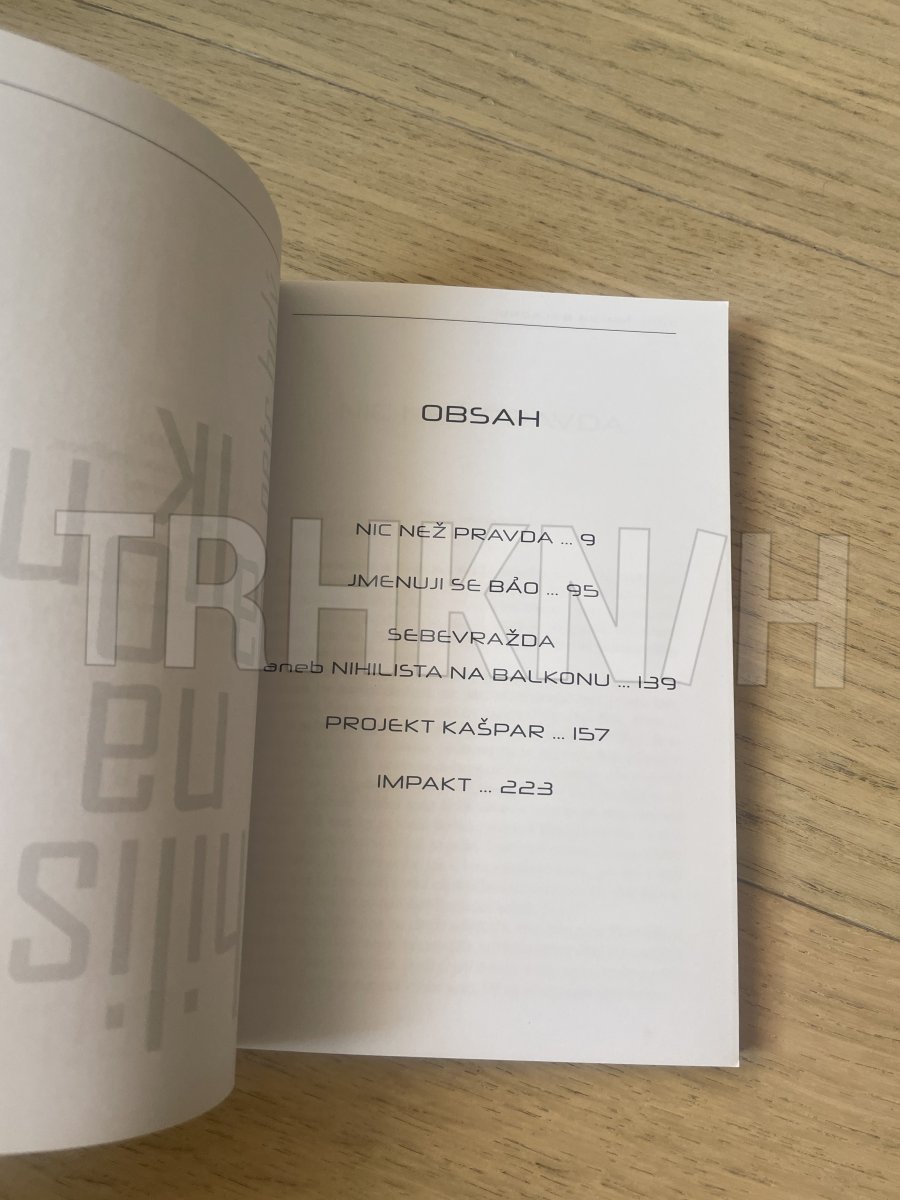 OBSAH
NIC NEŽ PRAVDA ... 9
JMENUJI SE BẢO ... 95
SEBEVRAŽDA
aneb NIHILISTA NA BALKONU ... 139
PROJEKT KAŠPAR ... 157
IMPAKT ... 223
TRHKNIH